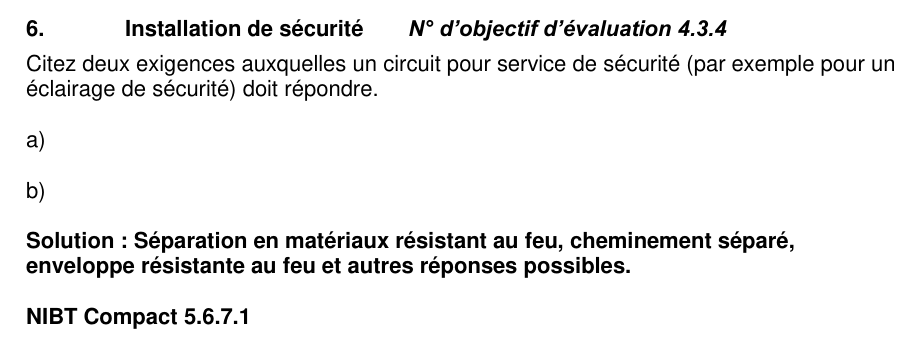 6. Installation de sécurité N° d’objectif d’évaluation 4.3.4
Citez deux exigences auxquelles un circuit pour service de sécurité (par exemple pour un
éclairage de sécurité) doit répondre.
a)
b)
Solution : Séparation en matériaux résistant au feu, cheminement séparé,
enveloppe résistante au feu et autres réponses possibles.
NIBT Compact 5.6.7.1